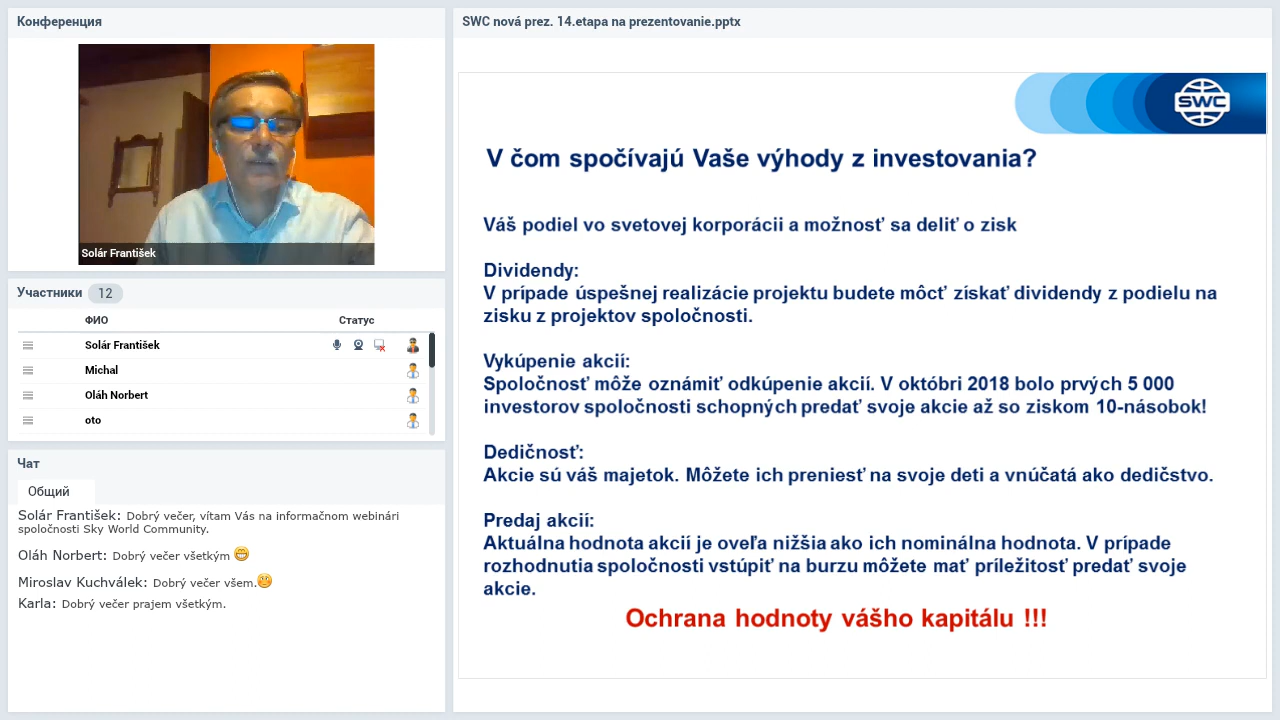 Конференция
Solár František
Участники 12
ФИО Статус
Solár František
Michal
Oláh Norbert
oto
Чат
Общий
Solár František: Dobrý večer, vítam Vás na informačnom webinári
spoločnosti Sky World Community.
Oláh Norbert: Dobrý večer všetkým
Miroslav Kuchválek: Dobrý večer všem.
Karla: Dobrý večer prajem všetkým.
SWC nová prez. 14.etapa na prezentovanie.pptx
SWC
V čom spočívajú Vaše výhody z investovania?
Váš podiel vo svetovej korporácii a možnosť sa deliť o zisk
Dividendy:
V prípade úspešnej realizácie projektu budete môcť získať dividendy z podielu na
zisku z projektov spoločnosti.
Vykúpenie akcií:
Spoločnosť môže oznámiť odkúpenie akcií. V októbri 2018 bolo prvých 5 000
investorov spoločnosti schopných predať svoje akcie až so ziskom 10-násobok!
Dedičnosť:
Akcie sú váš majetok. Môžete ich preniesť na svoje deti a vnúčatá ako dedičstvo.
Predaj akcií:
Aktuálna hodnota akcií je oveľa nižšia ako ich nominálna hodnota. V prípade
rozhodnutia spoločnosti vstúpiť na burzu môžete mať príležitosť predať svoje
akcie.
Ochrana hodnoty vášho kapitálu !!!